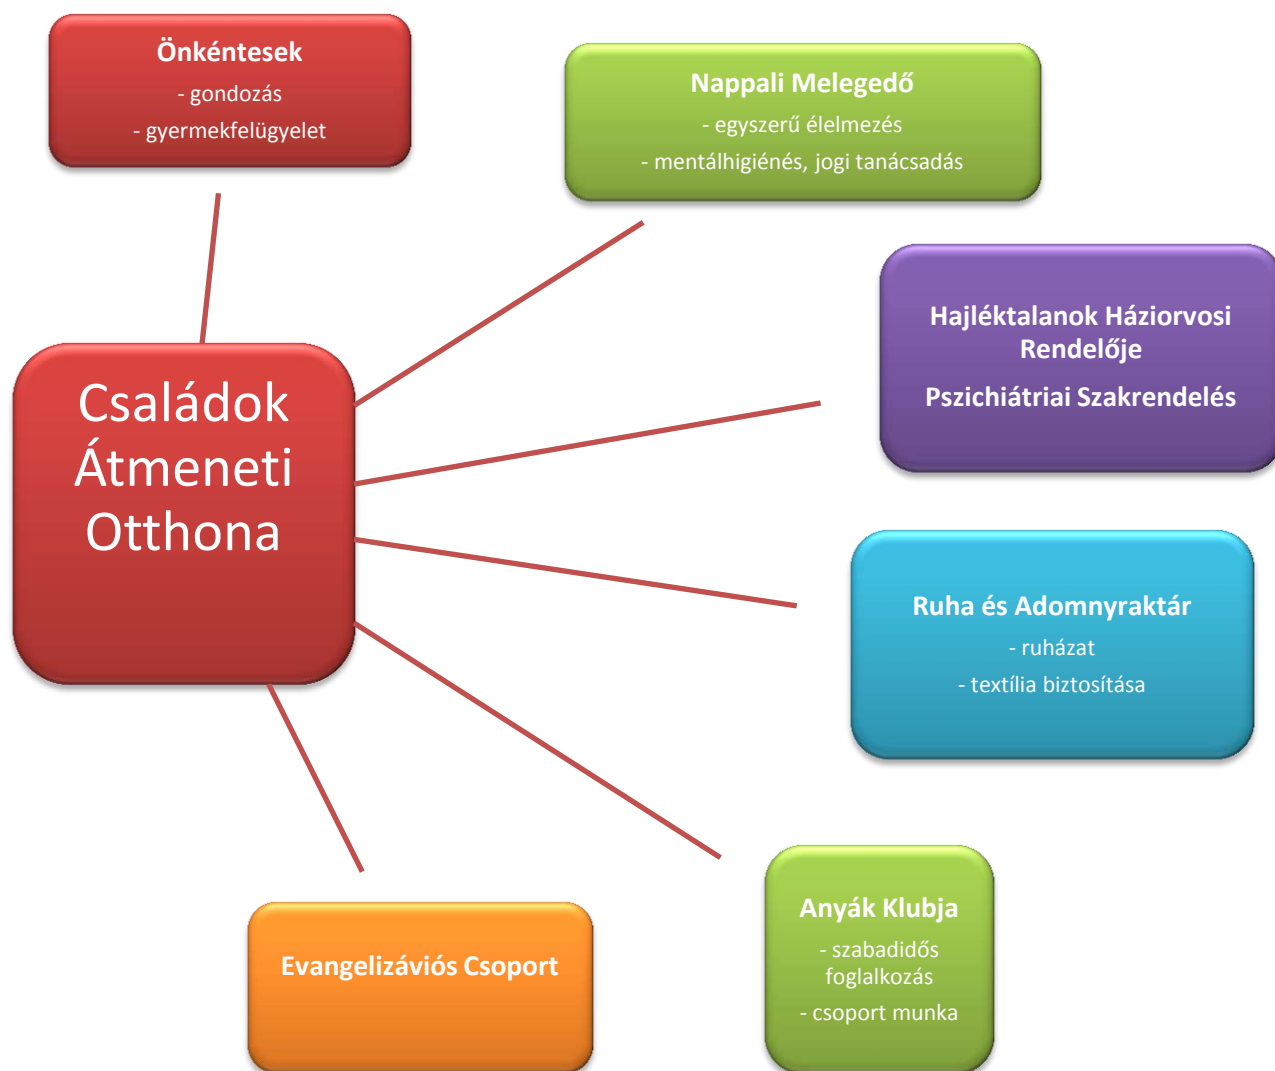 Önkéntesek
- gondozás
- gyermekfelügyelet
Nappali Melegedő
- egyszerű élelmezés
- mentálhigiénés, jogi tanácsadás
Hajléktalanok Háziorvosi
Rendelője
Pszichiátriai Szakrendelés
Családok
Átmeneti
Otthona
Ruha és Adomnyraktár
- ruházat
- textília biztosítása
Anyák Klubja
- szabadidős
foglalkozás
- csoport munka
Evangelizáviós Csoport